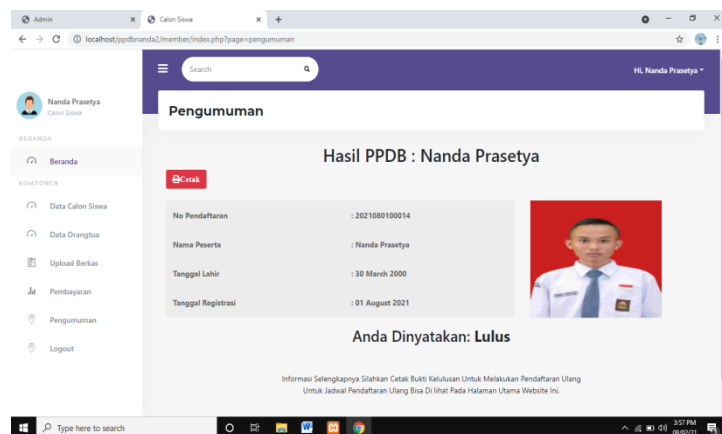 Admin
Calon Siswa
localhost/ppdbnanda2/member/index.php?page=pengumuman
Search
Hi, Nanda Prasetya
Nanda Prasetya
Calon Siswa
Pengumuman
BERANDA
Beranda
KOMPONEN
Data Calon Siswa
Data Orangtua
Upload Berkas
Pembayaran
Pengumuman
Logout
Hasil PPDB : Nanda Prasetya
Cetak
No Pendaftaran : 2021080100014
Nama Peserta : Nanda Prasetya
Tanggal Lahir : 30 March 2000
Tanggal Registrasi : 01 August 2021
Anda Dinyatakan: Lulus
Informasi Selengkapnya Silahkan Cetak Bukti Kelulusan Untuk Melakukan Pendaftaran Ulang
Untuk Jadwal Pendaftaran Ulang Bisa Di lihat Pada Halaman Utama Website Ini.
Type here to search
3:57 PM
08/02/21